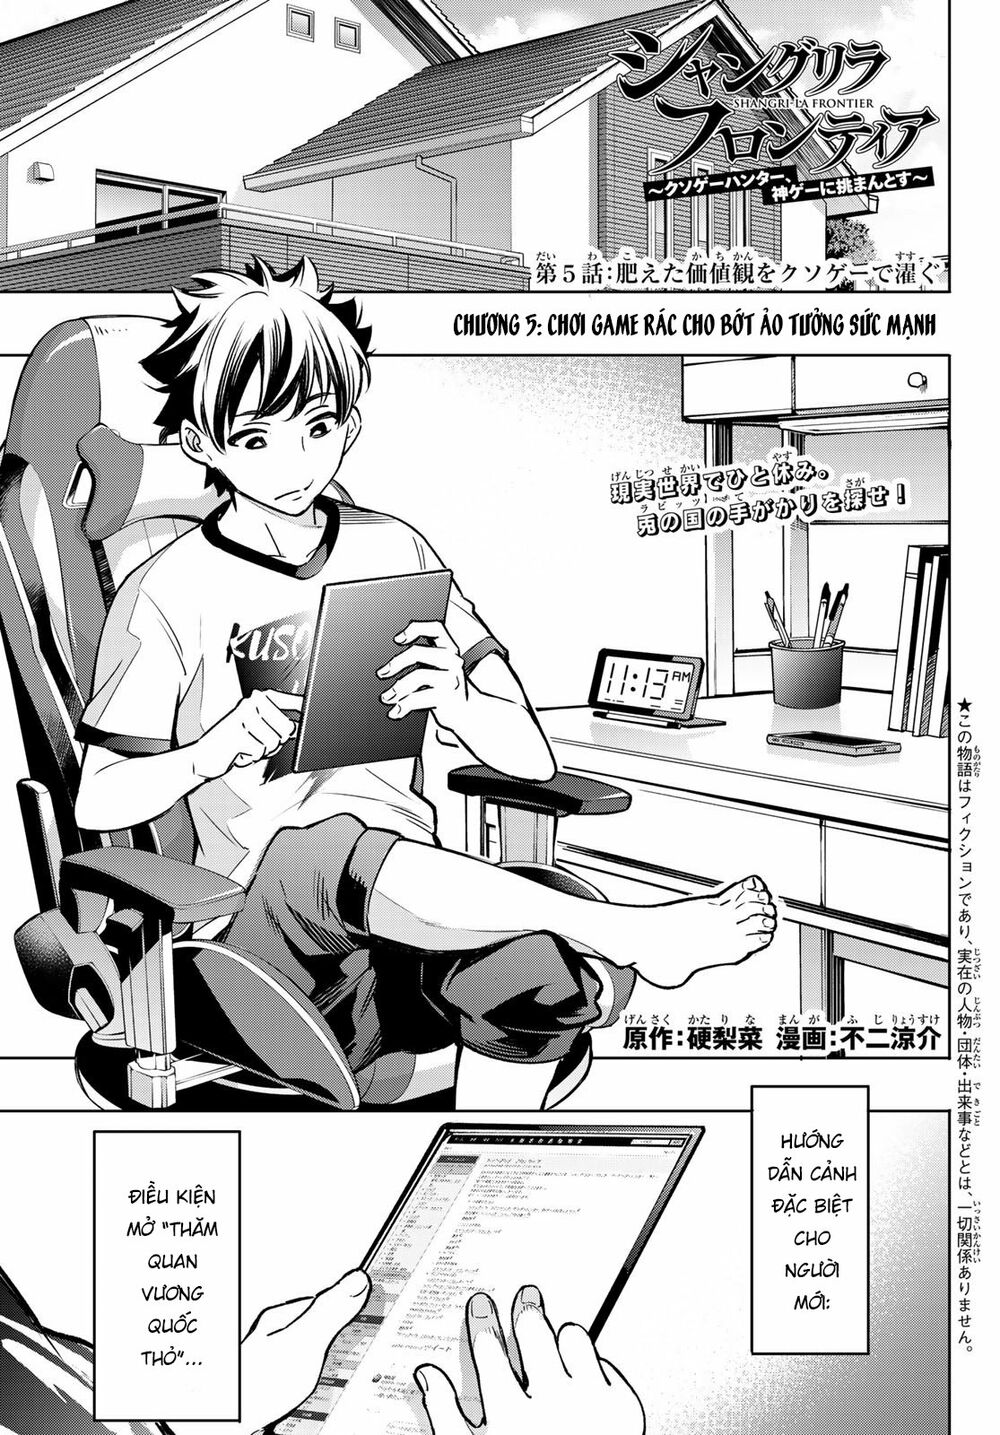 シャングリラ
SHANGRI-LA FRONTIER
フロンティア
～クソゲーハンター、
神ゲーに挑まんとす～
第5話:肥えた価値観をクソゲーで濯ぐ
CHƯƠNG 5: CHƠI GAME RÁC CHO BỚT ẢO TƯỞNG SỨC MẠNH
現実世界でひと休み。
兎の国の手がかりを探せ！
KUSO
11:13 AM
★この物語はフィクションであり、実在の人物・団体・出来事などとは、一切関係ありません。
原作:硬梨菜 漫画:不二涼介
HƯỚNG
DẪN CẢNH
ĐẶC BIỆT
CHO
NGƯỜI
MỚI:
ĐIỀU KIỆN
MỞ "THĂM
QUAN
VƯƠNG
QUỐC
THỎ"...